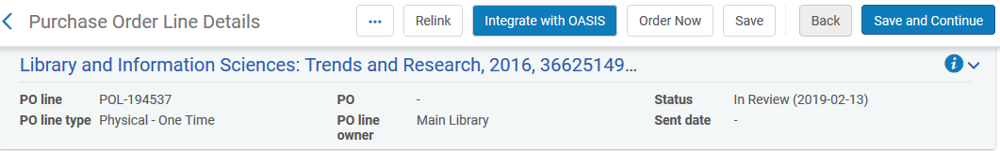 Purchase Order Line Details ... Relink Integrate with OASIS Order Now Save Back Save and Continue
Library and Information Sciences: Trends and Research, 2016, 36625149...
PO line POL-194537 PO - Status In Review (2019-02-13)
PO line type Physical - One Time PO line owner Main Library Sent date -